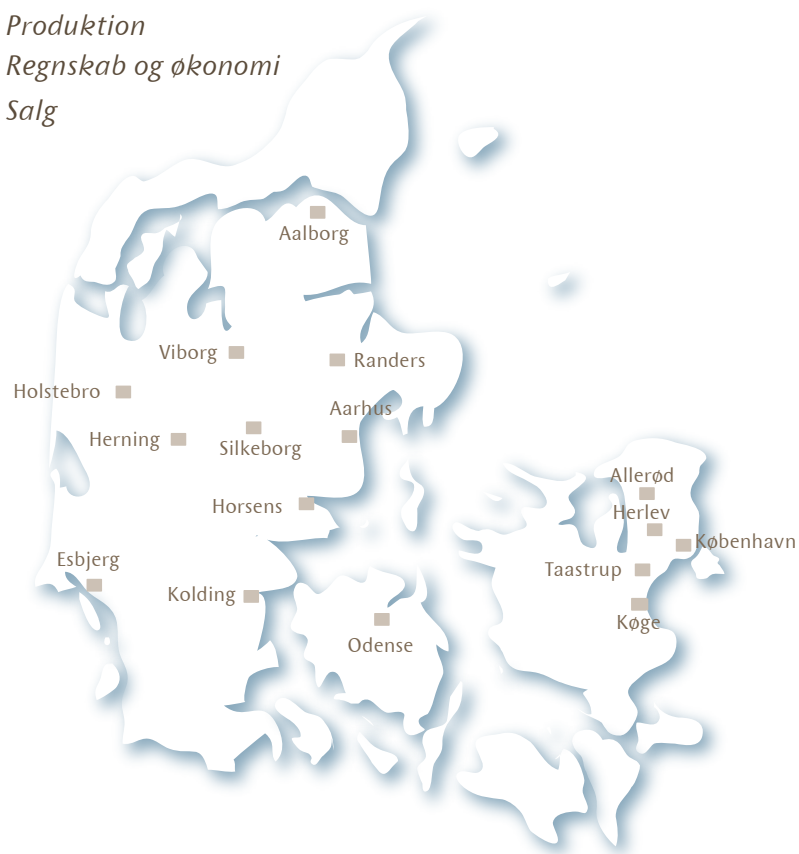 Produktion
Regnskab og økonomi
Salg
Aalborg
Viborg
Randers
Holstebro
Aarhus
Herning
Silkeborg
Allerød
Horsens
Herlev
København
Esbjerg
Taastrup
Kolding
Køge
Odense